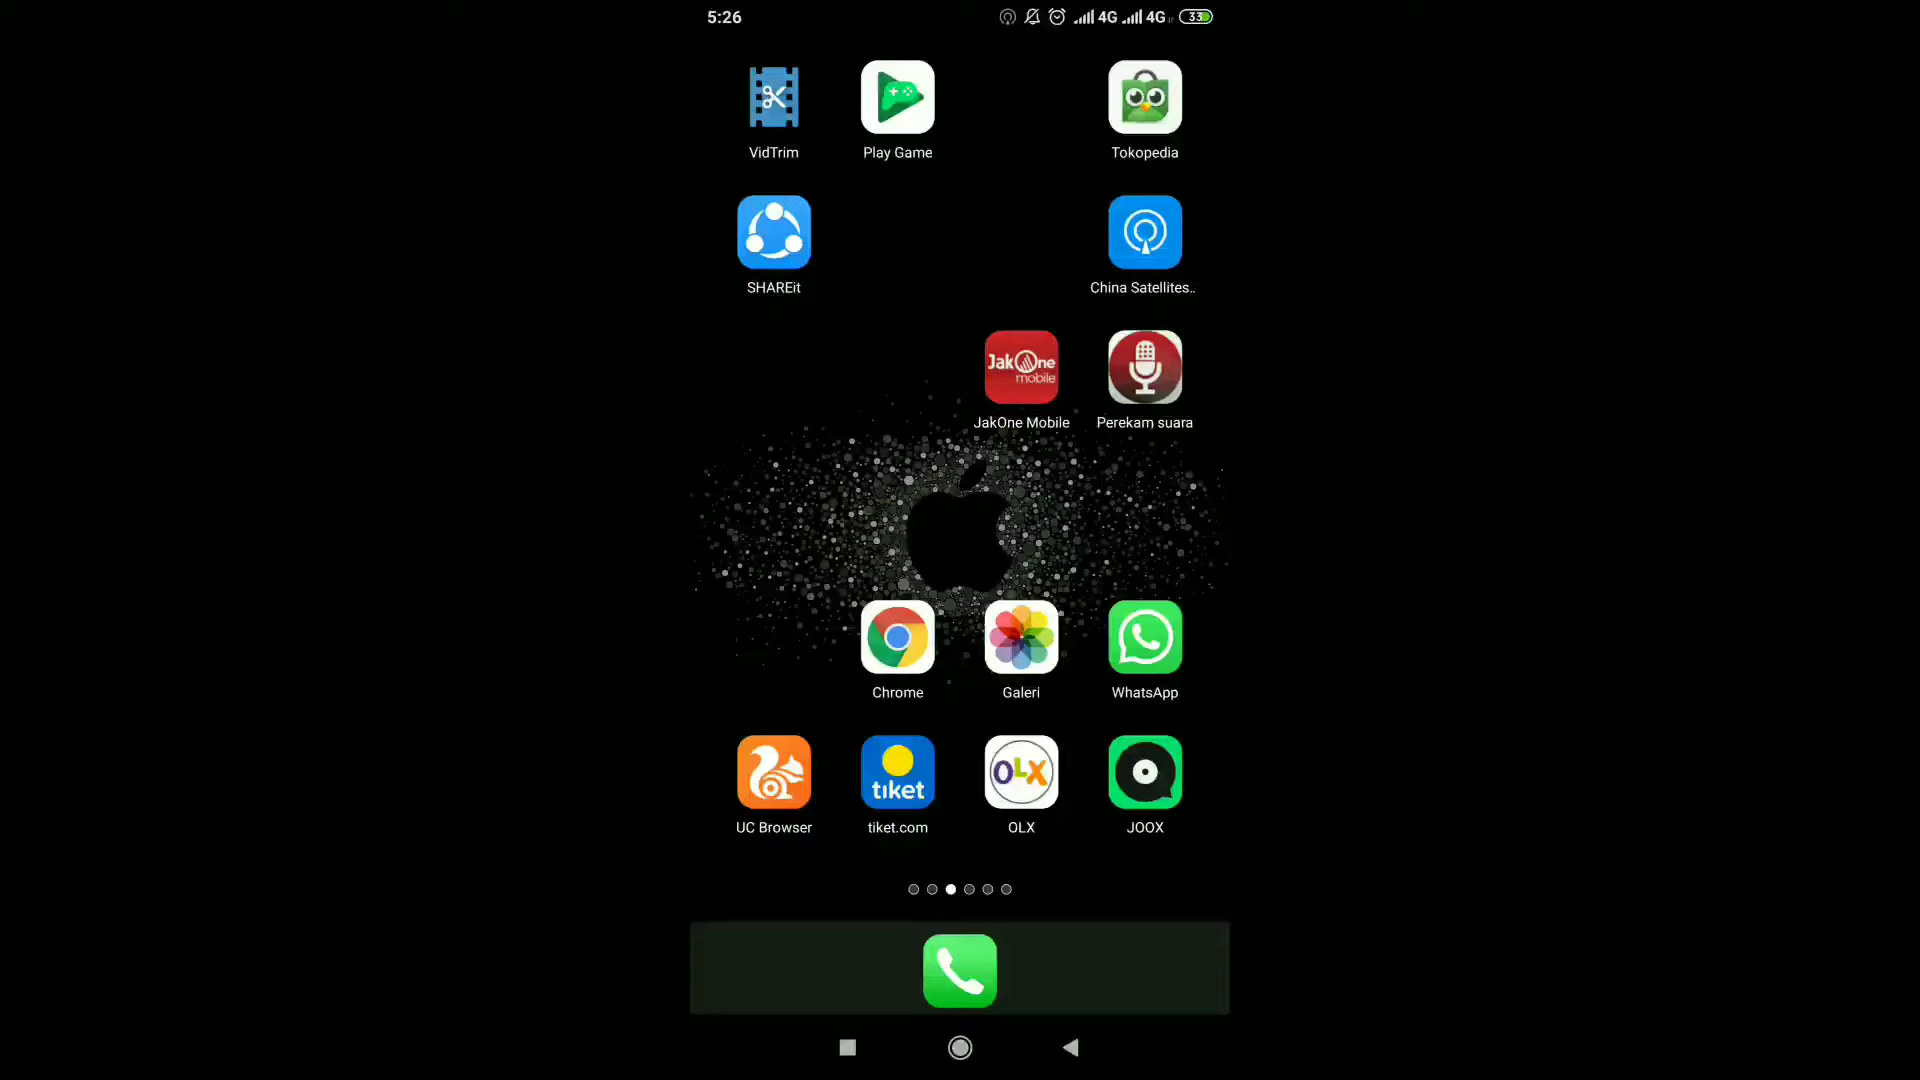 5:26
4G 4G 33
VidTrim Play Game Tokopedia
SHAREit China Satellites..
JakOne
mobile
JakOne Mobile Perekam suara
Chrome Galeri WhatsApp
tiket OLX
UC Browser tiket.com OLX JOOX